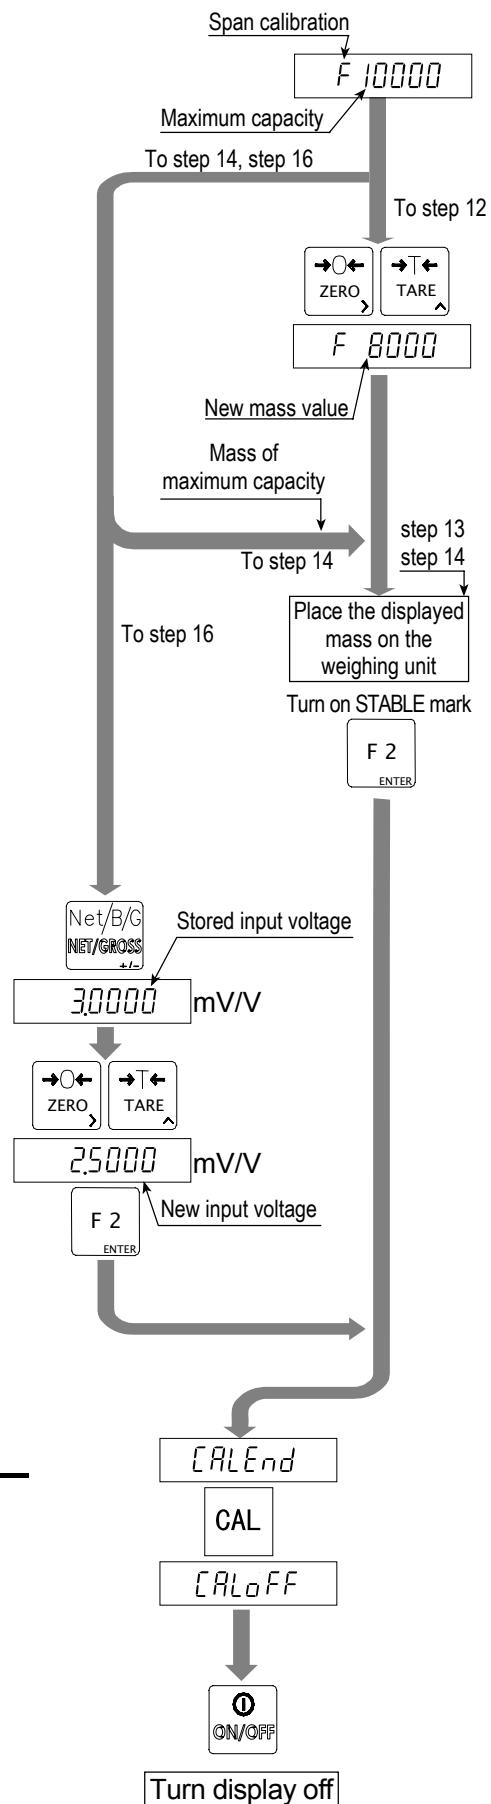 Span calibration
F 10000
Maximum capacity
To step 14, step 16
To step 12
→O←
ZERO
→T←
TARE
F 8000
New mass value
Mass of
maximum capacity
step 13
step 14
To step 14
Place the displayed
mass on the
weighing unit
To step 16
Turn on STABLE mark
F 2
ENTER
Net/B/G
NET/GROSS
+/-
Stored input voltage
3.0000 mV/V
→O←
ZERO
→T←
TARE
2.5000 mV/V
New input voltage
F 2
ENTER
CALEnd
CAL
CALoFF
ON/OFF
Turn display off